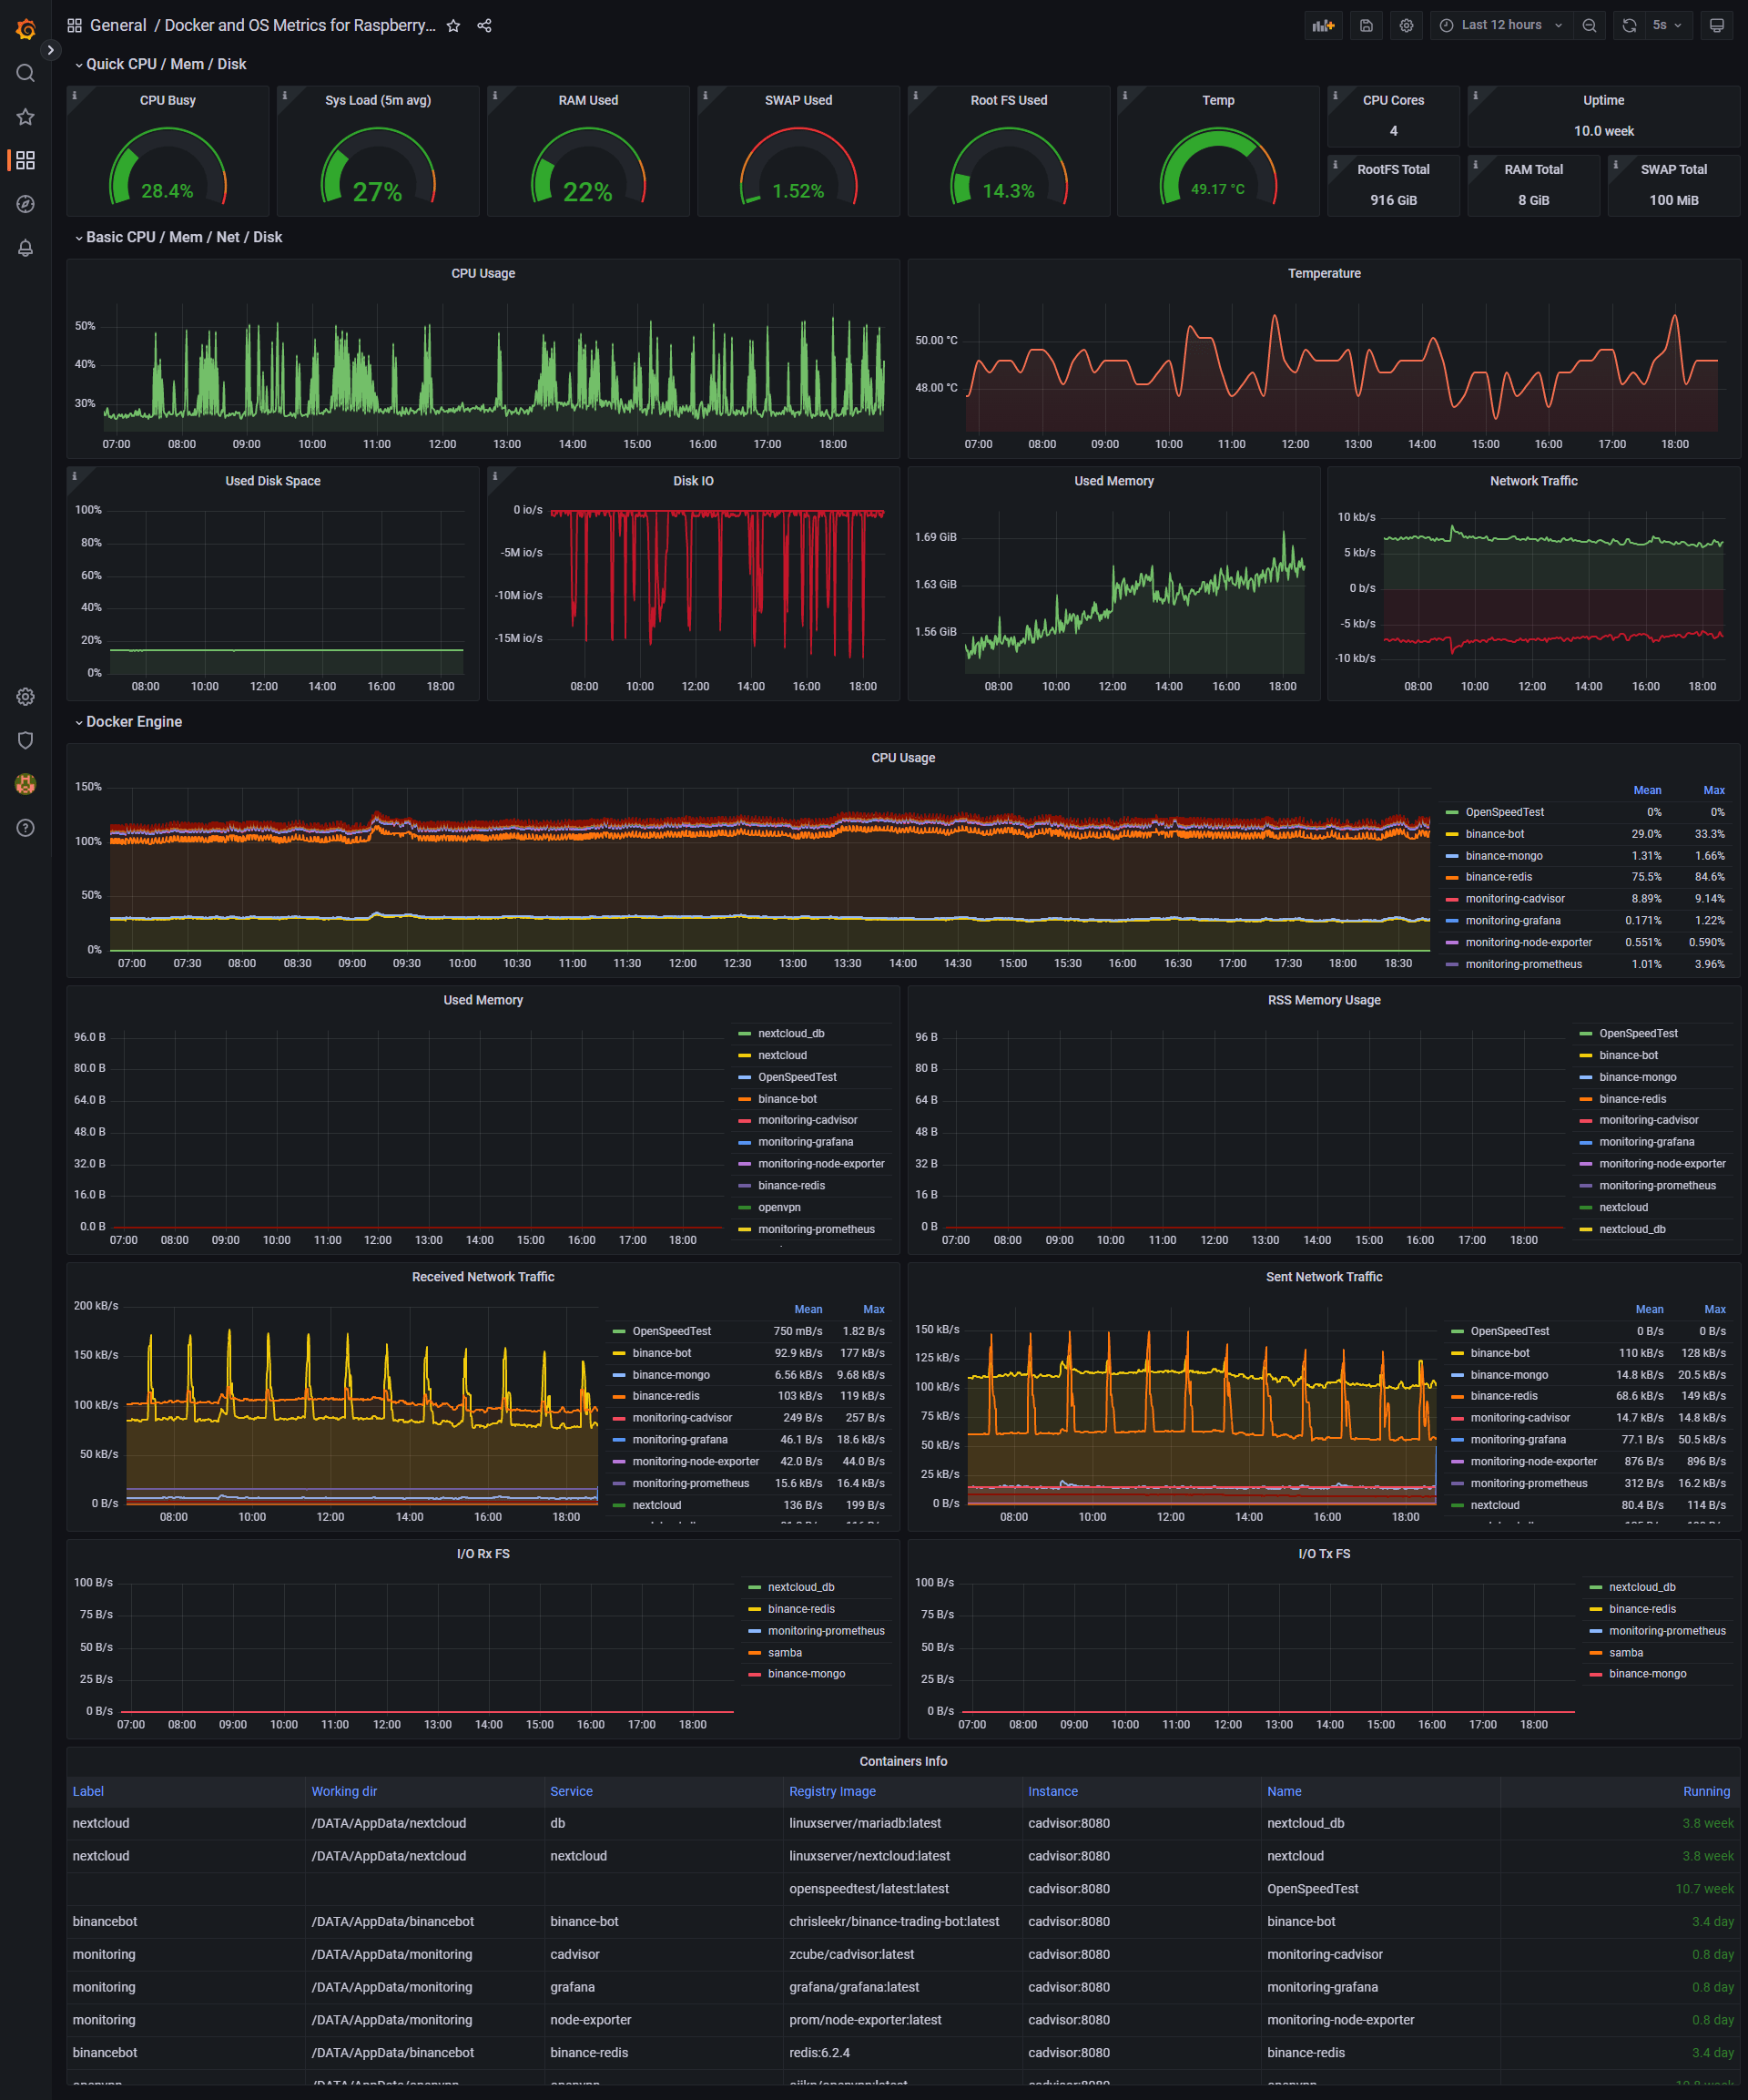 General / Docker and OS Metrics for Raspberry...
Last 12 hours
5s
Quick CPU / Mem / Disk
CPU Busy
28.4%
Sys Load (5m avg)
27%
RAM Used
22%
SWAP Used
1.52%
Root FS Used
14.3%
Temp
49.17 °C
CPU Cores
4
Uptime
10.0 week
RootFS Total
916 GiB
RAM Total
8 GiB
SWAP Total
100 MiB
Basic CPU / Mem / Net / Disk
CPU Usage
50%
40%
30%
07:00 08:00 09:00 10:00 11:00 12:00 13:00 14:00 15:00 16:00 17:00 18:00
Temperature
50.00 °C
48.00 °C
07:00 08:00 09:00 10:00 11:00 12:00 13:00 14:00 15:00 16:00 17:00 18:00
Used Disk Space
100%
80%
60%
40%
20%
0%
08:00 10:00 12:00 14:00 16:00 18:00
Disk IO
0 io/s
-5M io/s
-10M io/s
-15M io/s
08:00 10:00 12:00 14:00 16:00 18:00
Used Memory
1.69 GiB
1.63 GiB
1.56 GiB
08:00 10:00 12:00 14:00 16:00 18:00
Network Traffic
10 kb/s
5 kb/s
0 b/s
-5 kb/s
-10 kb/s
08:00 10:00 12:00 14:00 16:00 18:00
Docker Engine
CPU Usage
150%
100%
50%
0%
07:00 07:30 08:00 08:30 09:00 09:30 10:00 10:30 11:00 11:30 12:00 12:30 13:00 13:30 14:00 14:30 15:00 15:30 16:00 16:30 17:00 17:30 18:00 18:30
Mean Max
OpenSpeedTest 0% 0%
binance-bot 29.0% 33.3%
binance-mongo 1.31% 1.66%
binance-redis 75.5% 84.6%
monitoring-cadvisor 8.89% 9.14%
monitoring-grafana 0.171% 1.22%
monitoring-node-exporter 0.551% 0.590%
monitoring-prometheus 1.01% 3.96%
Used Memory
96.0 B
80.0 B
64.0 B
48.0 B
32.0 B
16.0 B
0.0 B
07:00 08:00 09:00 10:00 11:00 12:00 13:00 14:00 15:00 16:00 17:00 18:00
nextcloud_db
nextcloud
OpenSpeedTest
binance-bot
monitoring-cadvisor
monitoring-grafana
monitoring-node-exporter
binance-redis
openvpn
monitoring-prometheus
RSS Memory Usage
96 B
80 B
64 B
48 B
32 B
16 B
0 B
07:00 08:00 09:00 10:00 11:00 12:00 13:00 14:00 15:00 16:00 17:00 18:00
OpenSpeedTest
binance-bot
binance-mongo
binance-redis
monitoring-cadvisor
monitoring-grafana
monitoring-node-exporter
monitoring-prometheus
nextcloud
nextcloud_db
Received Network Traffic
200 kB/s
150 kB/s
100 kB/s
50 kB/s
0 B/s
08:00 10:00 12:00 14:00 16:00 18:00
Mean Max
OpenSpeedTest 750 mB/s 1.82 B/s
binance-bot 92.9 kB/s 177 kB/s
binance-mongo 6.56 kB/s 9.68 kB/s
binance-redis 103 kB/s 119 kB/s
monitoring-cadvisor 249 B/s 257 B/s
monitoring-grafana 46.1 B/s 18.6 kB/s
monitoring-node-exporter 42.0 B/s 44.0 B/s
monitoring-prometheus 15.6 kB/s 16.4 kB/s
nextcloud 136 B/s 199 B/s
Sent Network Traffic
150 kB/s
125 kB/s
100 kB/s
75 kB/s
50 kB/s
25 kB/s
0 B/s
08:00 10:00 12:00 14:00 16:00 18:00
Mean Max
OpenSpeedTest 0 B/s 0 B/s
binance-bot 110 kB/s 128 kB/s
binance-mongo 14.8 kB/s 20.5 kB/s
binance-redis 68.6 kB/s 149 kB/s
monitoring-cadvisor 14.7 kB/s 14.8 kB/s
monitoring-grafana 77.1 B/s 50.5 kB/s
monitoring-node-exporter 876 B/s 896 B/s
monitoring-prometheus 312 B/s 16.2 kB/s
nextcloud 80.4 B/s 114 B/s
I/O Rx FS
100 B/s
75 B/s
50 B/s
25 B/s
0 B/s
07:00 08:00 09:00 10:00 11:00 12:00 13:00 14:00 15:00 16:00 17:00 18:00
nextcloud_db
binance-redis
monitoring-prometheus
samba
binance-mongo
I/O Tx FS
100 B/s
75 B/s
50 B/s
25 B/s
0 B/s
07:00 08:00 09:00 10:00 11:00 12:00 13:00 14:00 15:00 16:00 17:00 18:00
nextcloud_db
binance-redis
monitoring-prometheus
samba
binance-mongo
Containers Info
Label Working dir Service Registry Image Instance Name Running
nextcloud /DATA/AppData/nextcloud db linuxserver/mariadb:latest cadvisor:8080 nextcloud_db 3.8 week
nextcloud /DATA/AppData/nextcloud nextcloud linuxserver/nextcloud:latest cadvisor:8080 nextcloud 3.8 week
openspeedtest/latest:latest cadvisor:8080 OpenSpeedTest 10.7 week
binancebot /DATA/AppData/binancebot binance-bot chrisleekr/binance-trading-bot:latest cadvisor:8080 binance-bot 3.4 day
monitoring /DATA/AppData/monitoring cadvisor zcube/cadvisor:latest cadvisor:8080 monitoring-cadvisor 0.8 day
monitoring /DATA/AppData/monitoring grafana grafana/grafana:latest cadvisor:8080 monitoring-grafana 0.8 day
monitoring /DATA/AppData/monitoring node-exporter prom/node-exporter:latest cadvisor:8080 monitoring-node-exporter 0.8 day
binancebot /DATA/AppData/binancebot binance-redis redis:6.2.4 cadvisor:8080 binance-redis 3.4 day